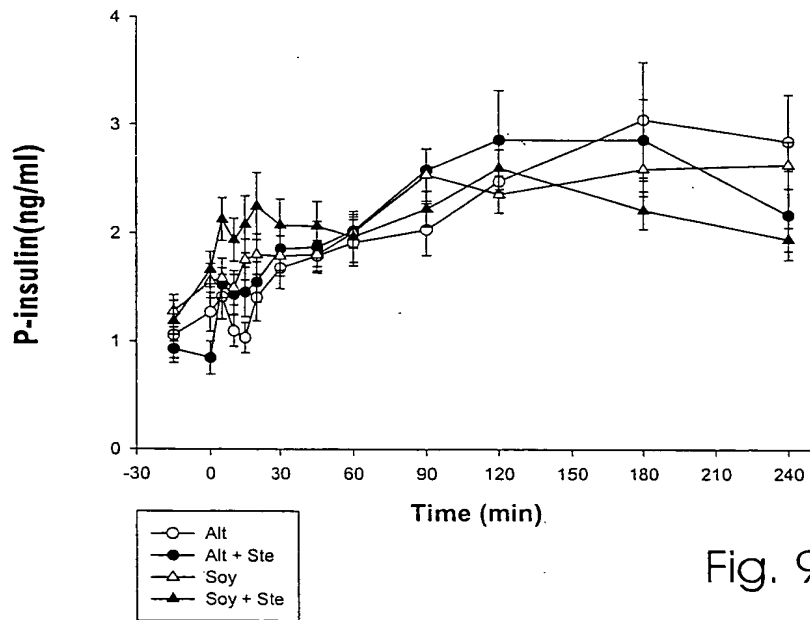 4
3
2
1
0
P-insulin(ng/ml)
-30 0 30 60 90 120 150 180 210 240
Time (min)
Alt
Alt + Ste
Soy
Soy + Ste
Fig. 9